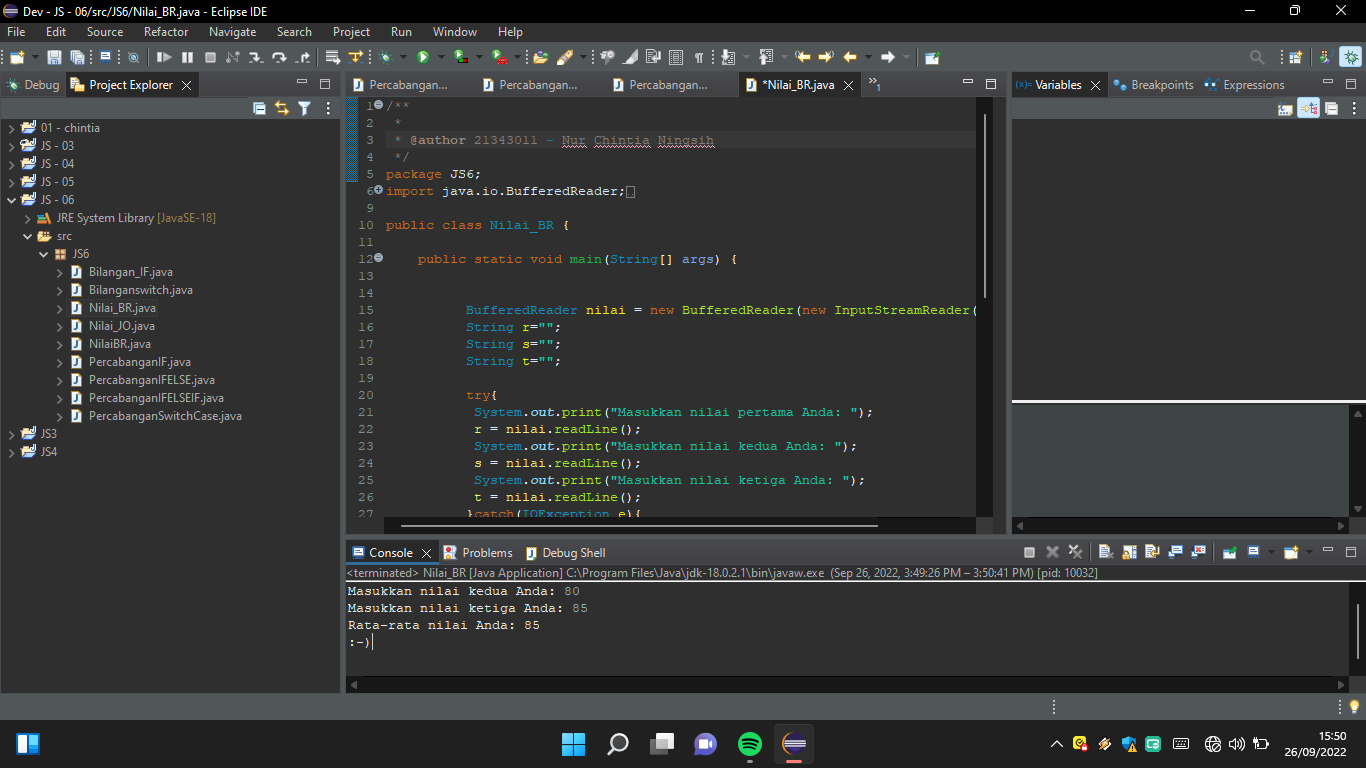 Dev - JS - 06/src/JS6/Nilai_BR.java - Eclipse IDE
File Edit Source Refactor Navigate Search Project Run Window Help
Debug Project Explorer
Percabangan... Percabangan... Percabangan... *Nilai_BR.java »1
(x)= Variables Breakpoints Expressions
01 - chintia
JS - 03
JS - 04
JS - 05
JS - 06
JRE System Library [JavaSE-18]
src
JS6
Bilangan_IF.java
Bilanganswitch.java
Nilai_BR.java
Nilai_JO.java
NilaiBR.java
PercabanganIF.java
PercabanganIFELSE.java
PercabanganIFELSEIF.java
PercabanganSwitchCase.java
JS3
JS4
1 /**
2 *
3 * @author 21343011 - Nur Chintia Ningsih
4 */
5 package JS6;
6 import java.io.BufferedReader;
9
10 public class Nilai_BR {
11
12 public static void main(String[] args) {
13
14
15 BufferedReader nilai = new BufferedReader(new InputStreamReader(
16 String r="";
17 String s="";
18 String t="";
19
20 try{
21 System.out.print("Masukkan nilai pertama Anda: ");
22 r = nilai.readLine();
23 System.out.print("Masukkan nilai kedua Anda: ");
24 s = nilai.readLine();
25 System.out.print("Masukkan nilai ketiga Anda: ");
26 t = nilai.readLine();
27 }catch(IOException e){
Console Problems Debug Shell
<terminated> Nilai_BR [Java Application] C:\Program Files\Java\jdk-18.0.2.1\bin\javaw.exe (Sep 26, 2022, 3:49:26 PM – 3:50:41 PM) [pid: 10032]
Masukkan nilai kedua Anda: 80
Masukkan nilai ketiga Anda: 85
Rata-rata nilai Anda: 85
:-)
15:50
26/09/2022